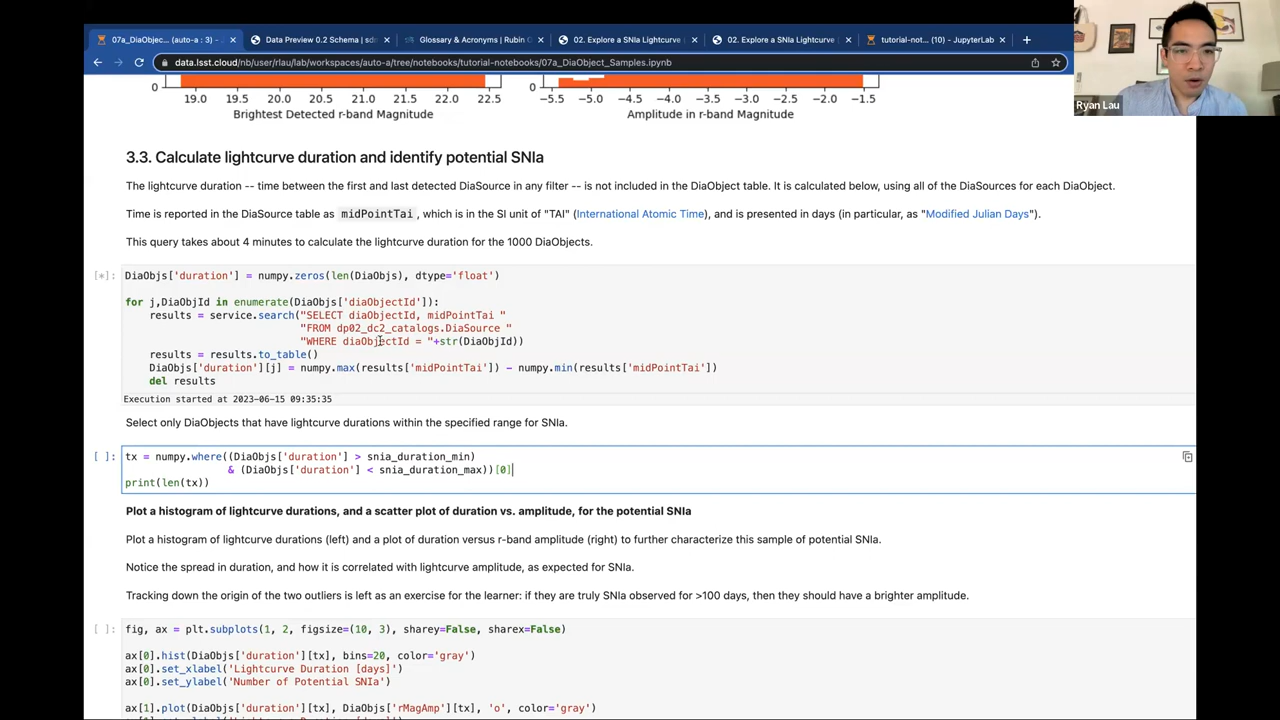 07a_DiaObjec… (auto-a : 3) - ×
Data Preview 0.2 Schema | sdm ×
Glossary & Acronyms | Rubin O ×
02. Explore a SNIa Lightcurve ×
02. Explore a SNIa Lightcurve ×
tutorial-not… (10) - JupyterLab ×
data.lsst.cloud/nb/user/rlau/lab/workspaces/auto-a/tree/notebooks/tutorial-notebooks/07a_DiaObject_Samples.ipynb
Ryan Lau
0 0
19.0 19.5 20.0 20.5 21.0 21.5 22.0 22.5
−5.5 −5.0 −4.5 −4.0 −3.5 −3.0 −2.5 −2.0 −1.5
Brightest Detected r-band Magnitude
Amplitude in r-band Magnitude
3.3. Calculate lightcurve duration and identify potential SNIa
The lightcurve duration -- time between the first and last detected DiaSource in any filter -- is not included in the DiaObject table. It is calculated below, using all of the DiaSources for each DiaObject.
Time is reported in the DiaSource table as midPointTai , which is in the SI unit of "TAI" (International Atomic Time), and is presented in days (in particular, as "Modified Julian Days").
This query takes about 4 minutes to calculate the lightcurve duration for the 1000 DiaObjects.
[*]: DiaObjs['duration'] = numpy.zeros(len(DiaObjs), dtype='float')
for j,DiaObjId in enumerate(DiaObjs['diaObjectId']):
results = service.search("SELECT diaObjectId, midPointTai "
"FROM dp02_dc2_catalogs.DiaSource "
"WHERE diaObjectId = "+str(DiaObjId))
results = results.to_table()
DiaObjs['duration'][j] = numpy.max(results['midPointTai']) - numpy.min(results['midPointTai'])
del results
Execution started at 2023-06-15 09:35:35
Select only DiaObjects that have lightcurve durations within the specified range for SNIa.
[ ]: tx = numpy.where((DiaObjs['duration'] > snia_duration_min)
& (DiaObjs['duration'] < snia_duration_max))[0]
print(len(tx))
Plot a histogram of lightcurve durations, and a scatter plot of duration vs. amplitude, for the potential SNIa
Plot a histogram of lightcurve durations (left) and a plot of duration versus r-band amplitude (right) to further characterize this sample of potential SNIa.
Notice the spread in duration, and how it is correlated with lightcurve amplitude, as expected for SNIa.
Tracking down the origin of the two outliers is left as an exercise for the learner: if they are truly SNIa observed for >100 days, then they should have a brighter amplitude.
[ ]: fig, ax = plt.subplots(1, 2, figsize=(10, 3), sharey=False, sharex=False)
ax[0].hist(DiaObjs['duration'][tx], bins=20, color='gray')
ax[0].set_xlabel('Lightcurve Duration [days]')
ax[0].set_ylabel('Number of Potential SNIa')
ax[1].plot(DiaObjs['duration'][tx], DiaObjs['rMagAmp'][tx], 'o', color='gray')